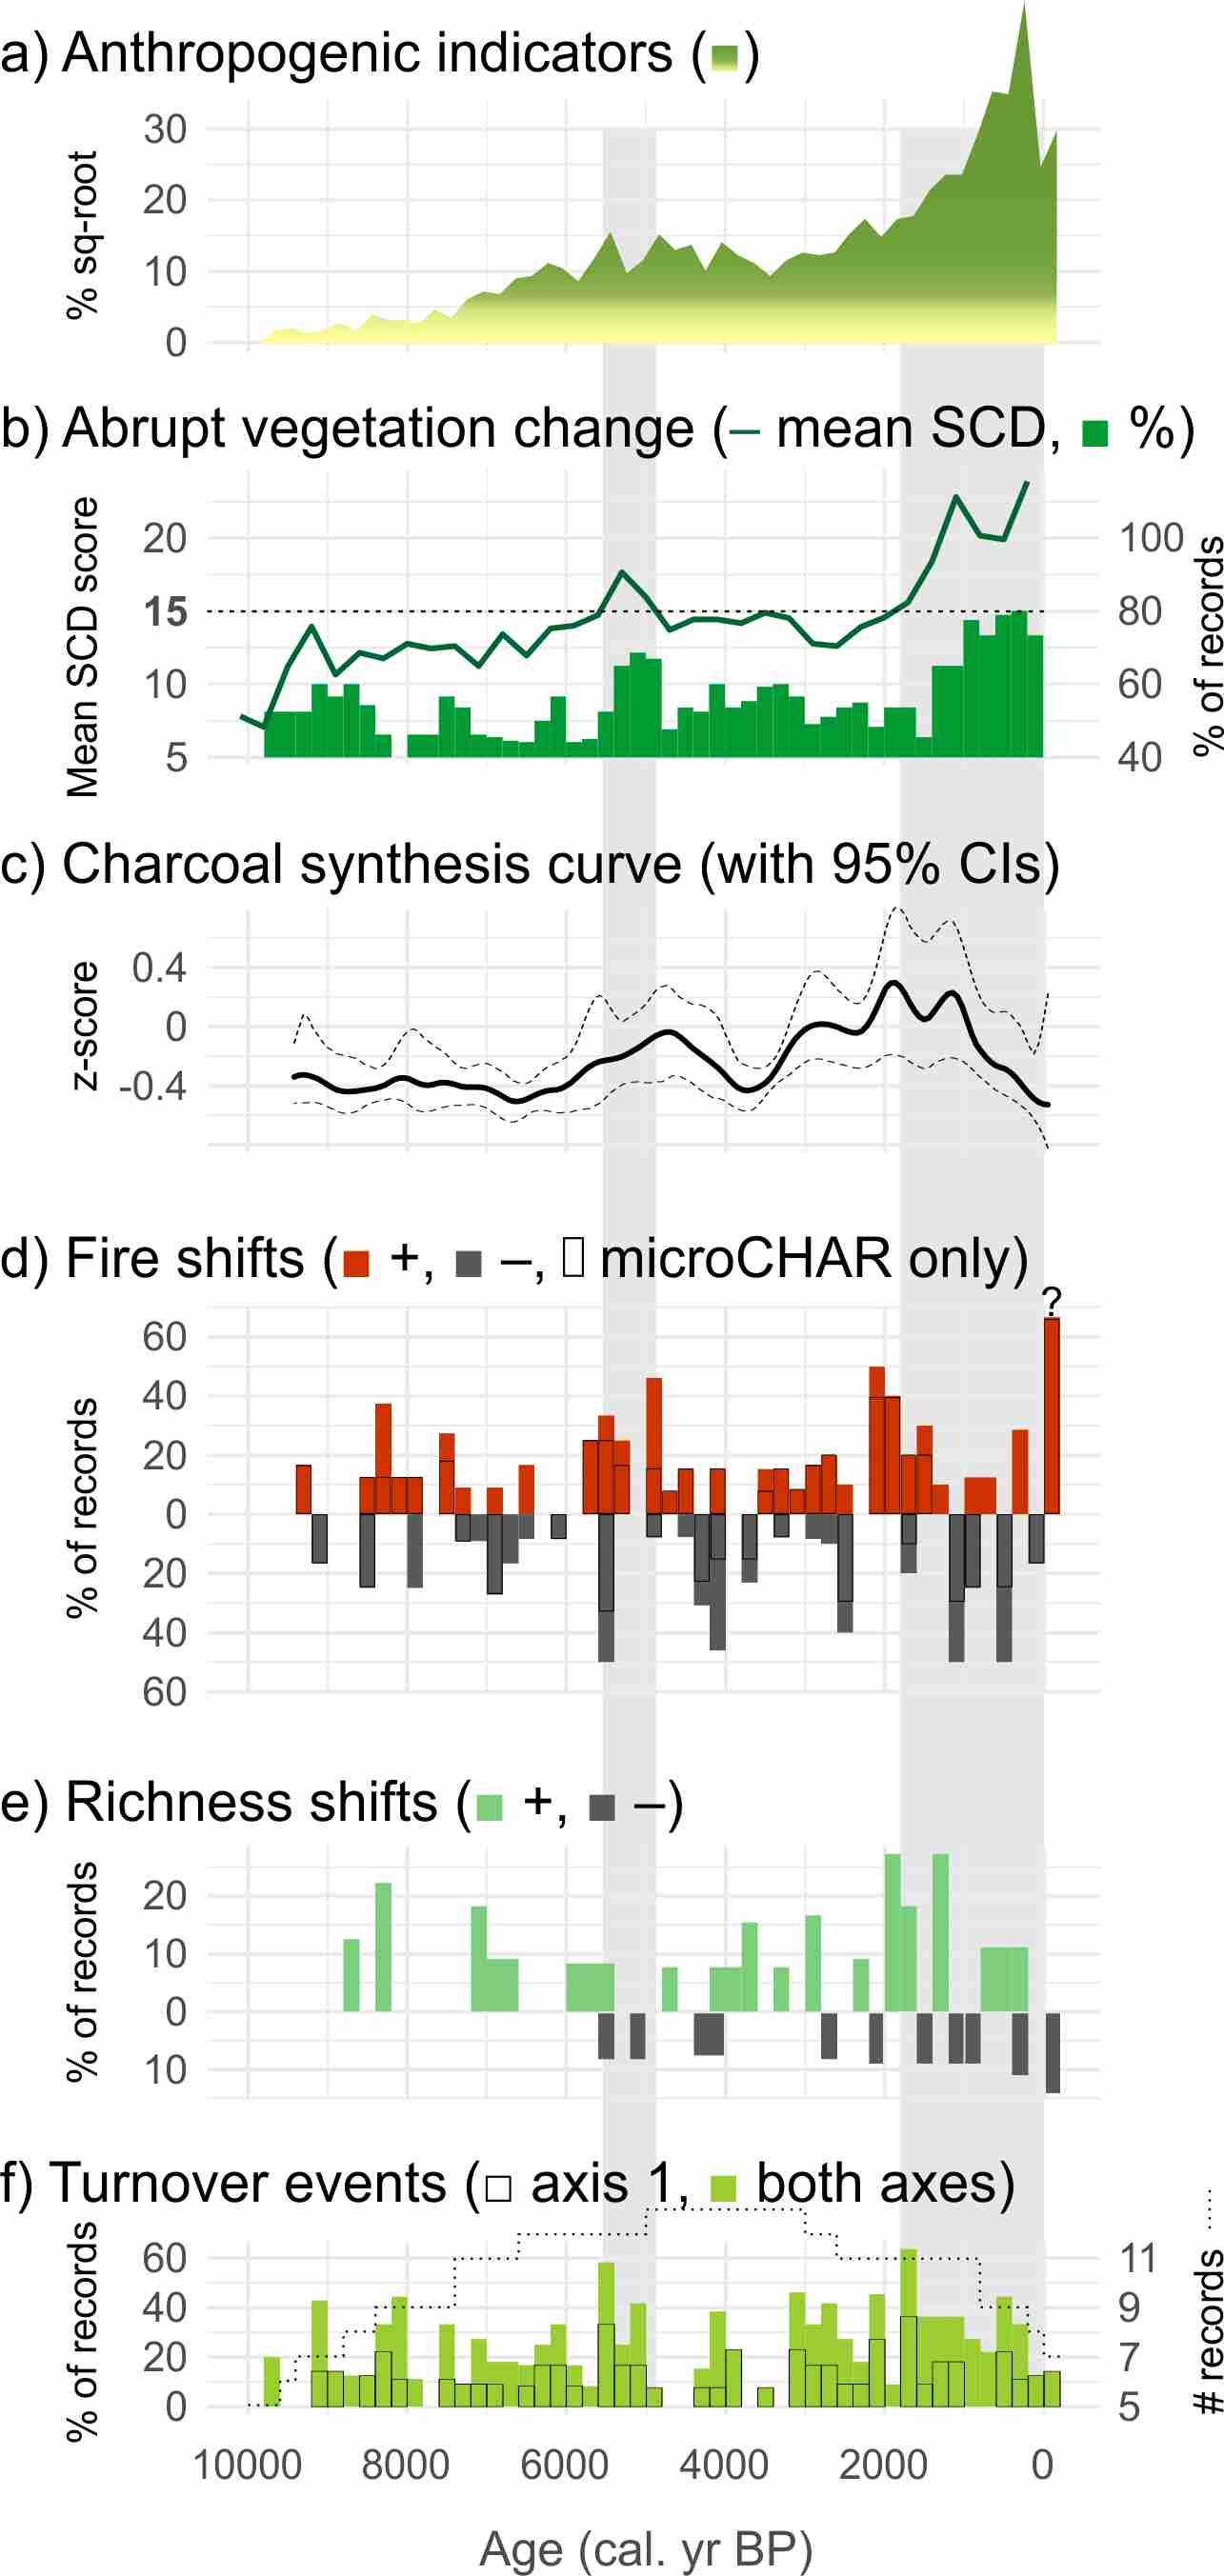 a) Anthropogenic indicators (■)
% sq-root
30
20
10
0
b) Abrupt vegetation change (– mean SCD, ■ %)
Mean SCD score
20
15
10
5
100
80
60
40
% of records
c) Charcoal synthesis curve (with 95% CIs)
z-score
0.4
0
-0.4
d) Fire shifts (■ +, ■ –, ▯ microCHAR only)
?
% of records
60
40
20
0
20
40
60
e) Richness shifts (■ +, ■ –)
% of records
20
10
0
10
f) Turnover events (□ axis 1, ■ both axes)
% of records
60
40
20
0
11
9
7
5
# records ......
10000 8000 6000 4000 2000 0
Age (cal. yr BP)